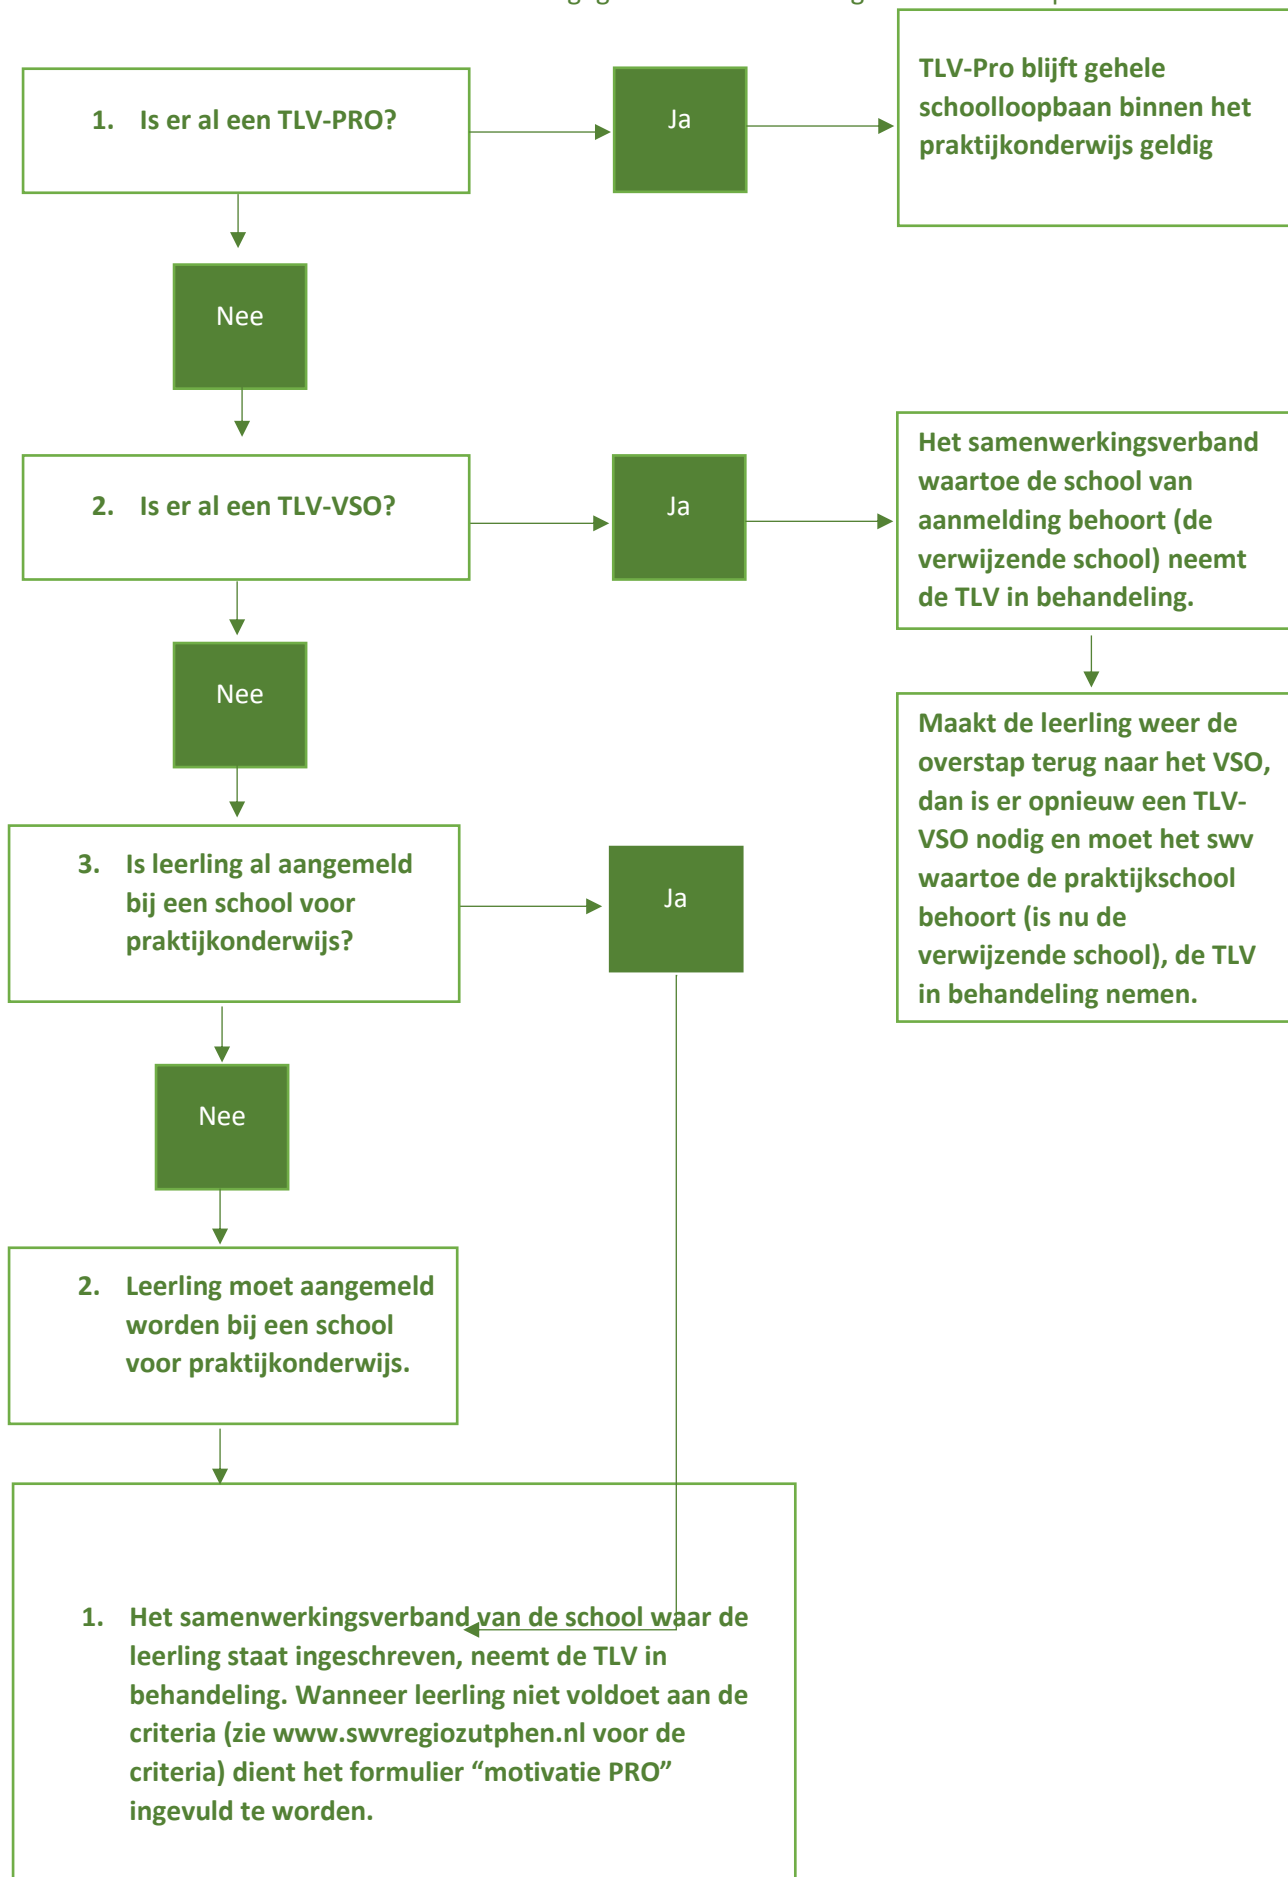 1. Is er al een TLV-PRO?
Ja
TLV-Pro blijft gehele
schoolloopbaan binnen het
praktijkonderwijs geldig
Nee
2. Is er al een TLV-VSO?
Ja
Het samenwerkingsverband
waartoe de school van
aanmelding behoort (de
verwijzende school) neemt
de TLV in behandeling.
Nee
Maakt de leerling weer de
overstap terug naar het VSO,
dan is er opnieuw een TLV-
VSO nodig en moet het swv
waartoe de praktijkschool
behoort (is nu de
verwijzende school), de TLV
in behandeling nemen.
3. Is leerling al aangemeld
bij een school voor
praktijkonderwijs?
Ja
Nee
2. Leerling moet aangemeld
worden bij een school
voor praktijkonderwijs.
1. Het samenwerkingsverband van de school waar de
leerling staat ingeschreven, neemt de TLV in
behandeling. Wanneer leerling niet voldoet aan de
criteria (zie www.swvregiozutphen.nl voor de
criteria) dient het formulier “motivatie PRO”
ingevuld te worden.